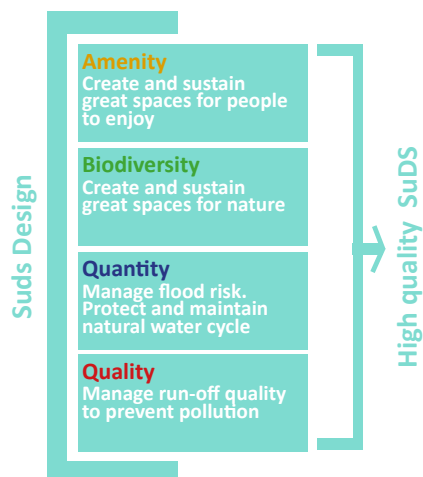 Suds Design
Amenity
Create and sustain
great spaces for people
to enjoy
Biodiversity
Create and sustain
great spaces for nature
Quantity
Manage flood risk.
Protect and maintain
natural water cycle
Quality
Manage run-off quality
to prevent pollution
High quality SuDS